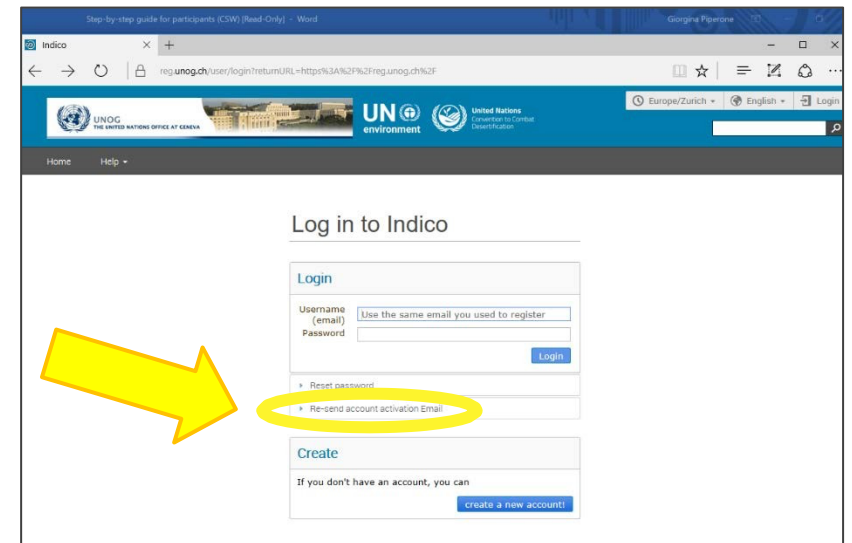 Step-by-step guide for participants (CSW) [Read-Only] - Word
Giorgina Piperone
Indico
reg.unog.ch/user/login?returnURL=https%3A%2F%2Freg.unog.ch%2F
UNOG
THE UNITED NATIONS OFFICE AT GENEVA
UN
environment
United Nations
Convention to Combat
Desertification
Europe/Zurich
English
Login
Home Help
Log in to Indico
Login
Username
(email)
Use the same email you used to register
Password
Login
Reset password
Re-send account activation Email
Create
If you don't have an account, you can
create a new account!